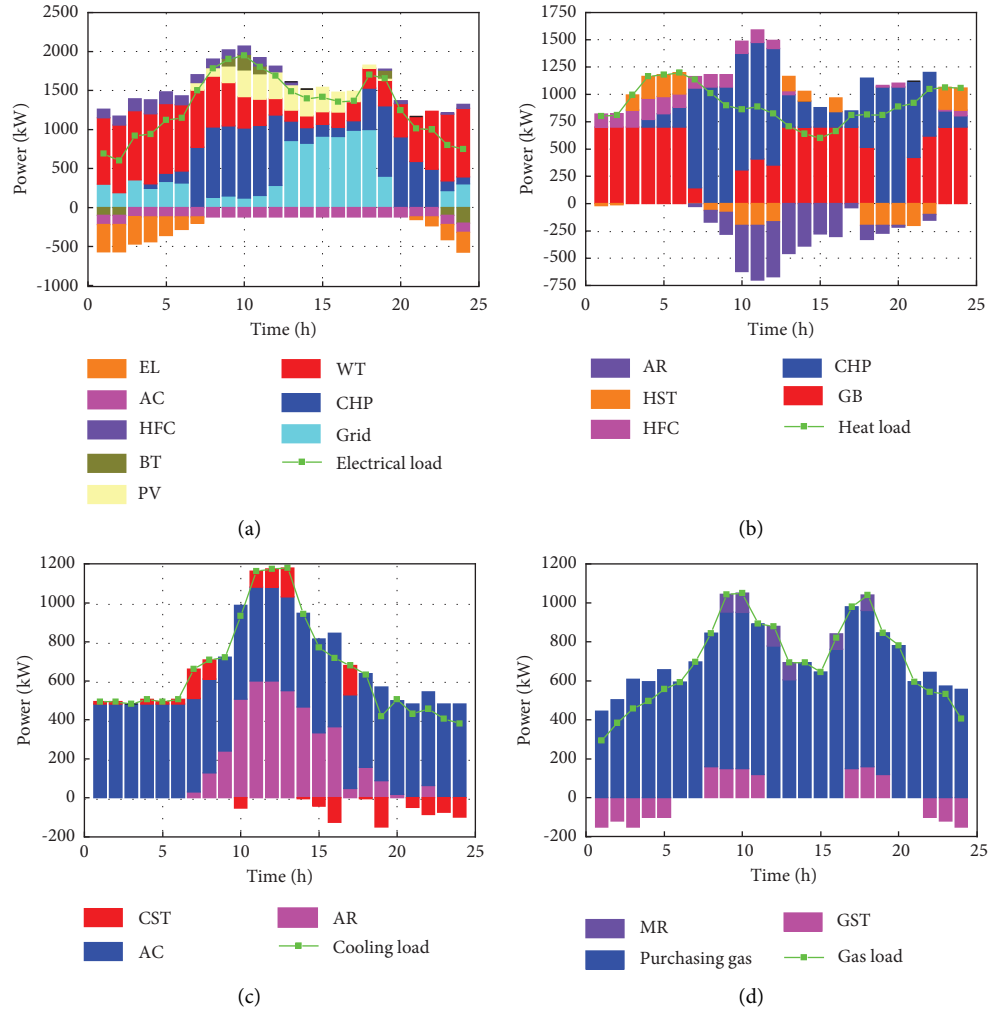 2500
2000
1500
1000
500
0
-500
-1000
Power (kW)
0 5 10 15 20 25
Time (h)
EL
AC
HFC
BT
PV
WT
CHP
Grid
Electrical load
(a)
1750
1500
1250
1000
750
500
250
0
-250
-500
-750
Power (kW)
0 5 10 15 20 25
Time (h)
AR
HST
HFC
CHP
GB
Heat load
(b)
1200
1000
800
600
400
200
0
-200
Power (kW)
0 5 10 15 20 25
Time (h)
CST
AC
AR
Cooling load
(c)
1200
1000
800
600
400
200
0
-200
Power (kW)
0 5 10 15 20 25
Time (h)
MR
Purchasing gas
GST
Gas load
(d)